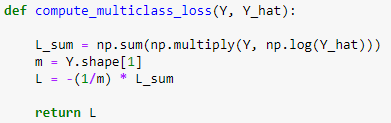 def compute_multiclass_loss(Y, Y_hat):
L_sum = np.sum(np.multiply(Y, np.log(Y_hat)))
m = Y.shape[1]
L = -(1/m) * L_sum
return L